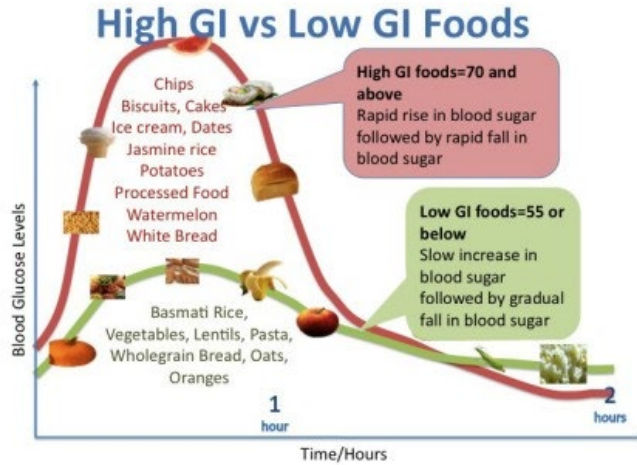 High GI vs Low GI Foods
Chips
Biscuits, Cakes
Ice cream, Dates
Jasmine rice
Potatoes
Processed Food
Watermelon
White Bread
High GI foods=70 and
above
Rapid rise in blood sugar
followed by rapid fall in
blood sugar
Low GI foods=55 or
below
Slow increase in
blood sugar
followed by gradual
fall in blood sugar
Blood Glucose Levels
Basmati Rice,
Vegetables, Lentils, Pasta,
Wholegrain Bread, Oats,
Oranges
1
hour
2
hours
Time/Hours